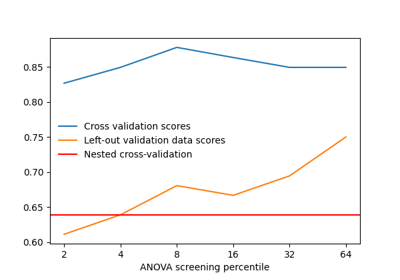 0.85
0.80
0.75
0.70
0.65
0.60
Cross validation scores
Left-out validation data scores
Nested cross-validation
2 4 8 16 32 64
ANOVA screening percentile